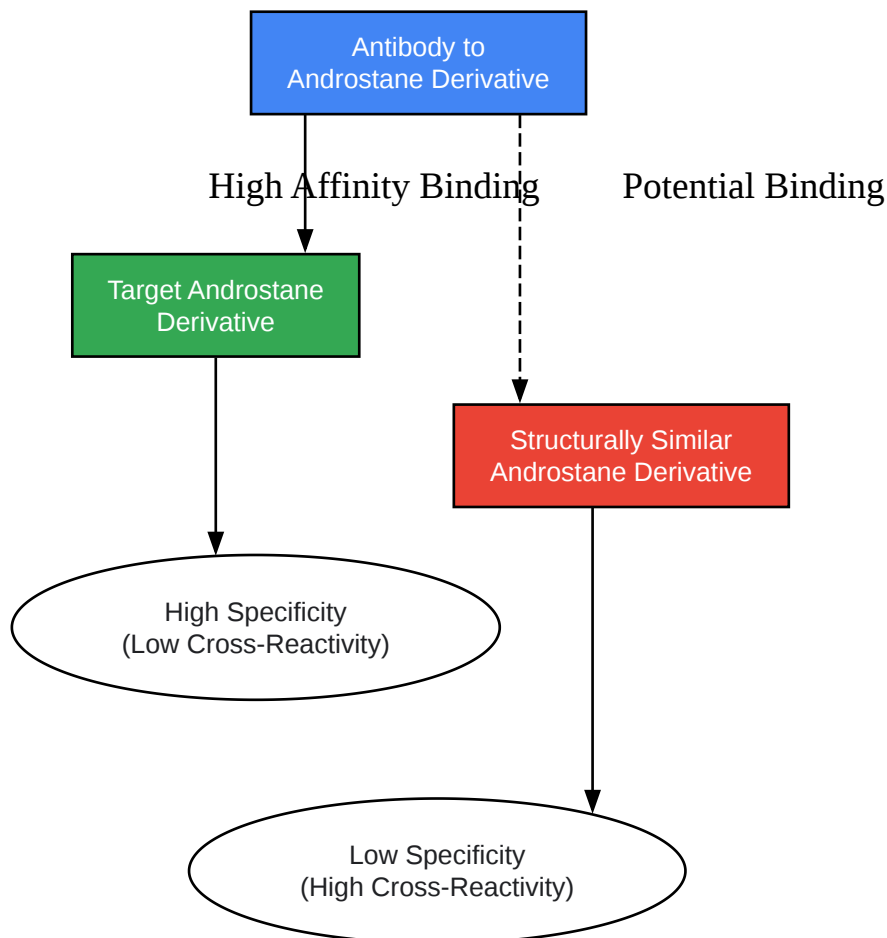 Antibody to
Androstane Derivative
High Affinity Binding
Potential Binding
Target Androstane
Derivative
Structurally Similar
Androstane Derivative
High Specificity
(Low Cross-Reactivity)
Low Specificity
(High Cross-Reactivity)